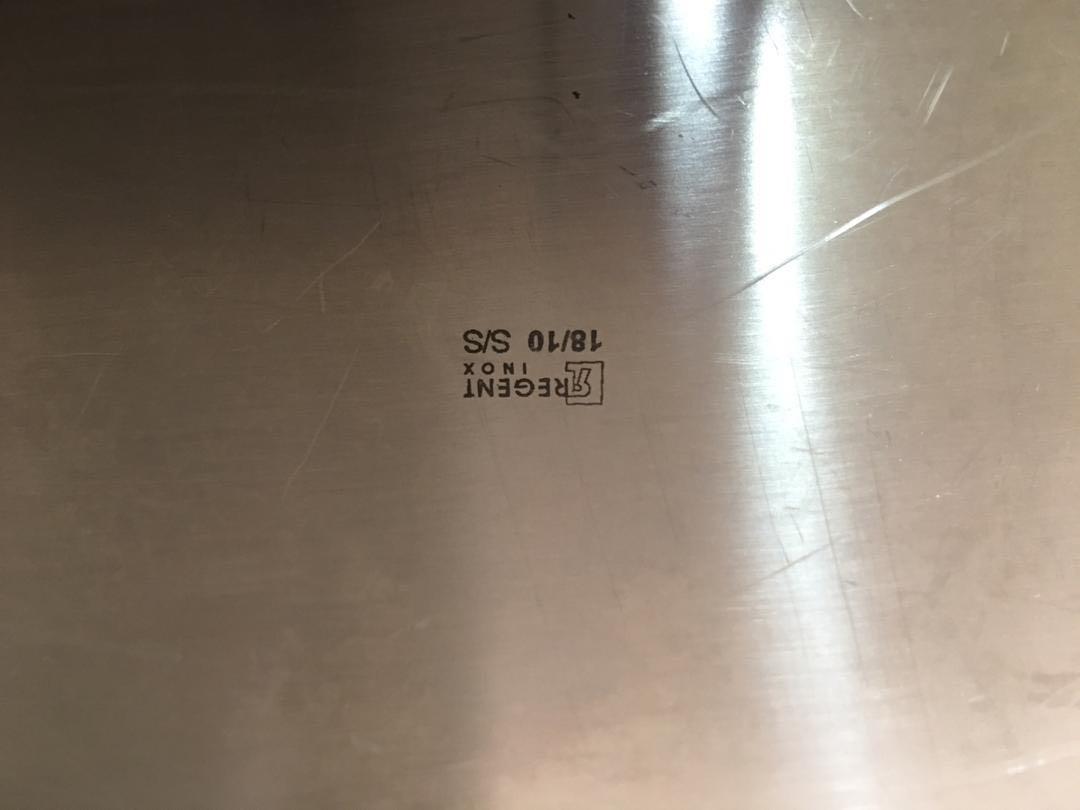 REGENT
INOX
18/10 S/S